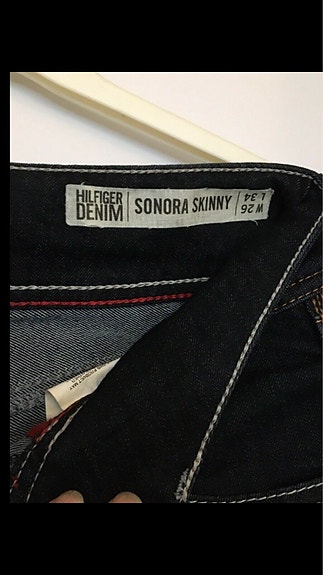 HILFIGER
DENIM
SONORA SKINNY
W 26
L 34